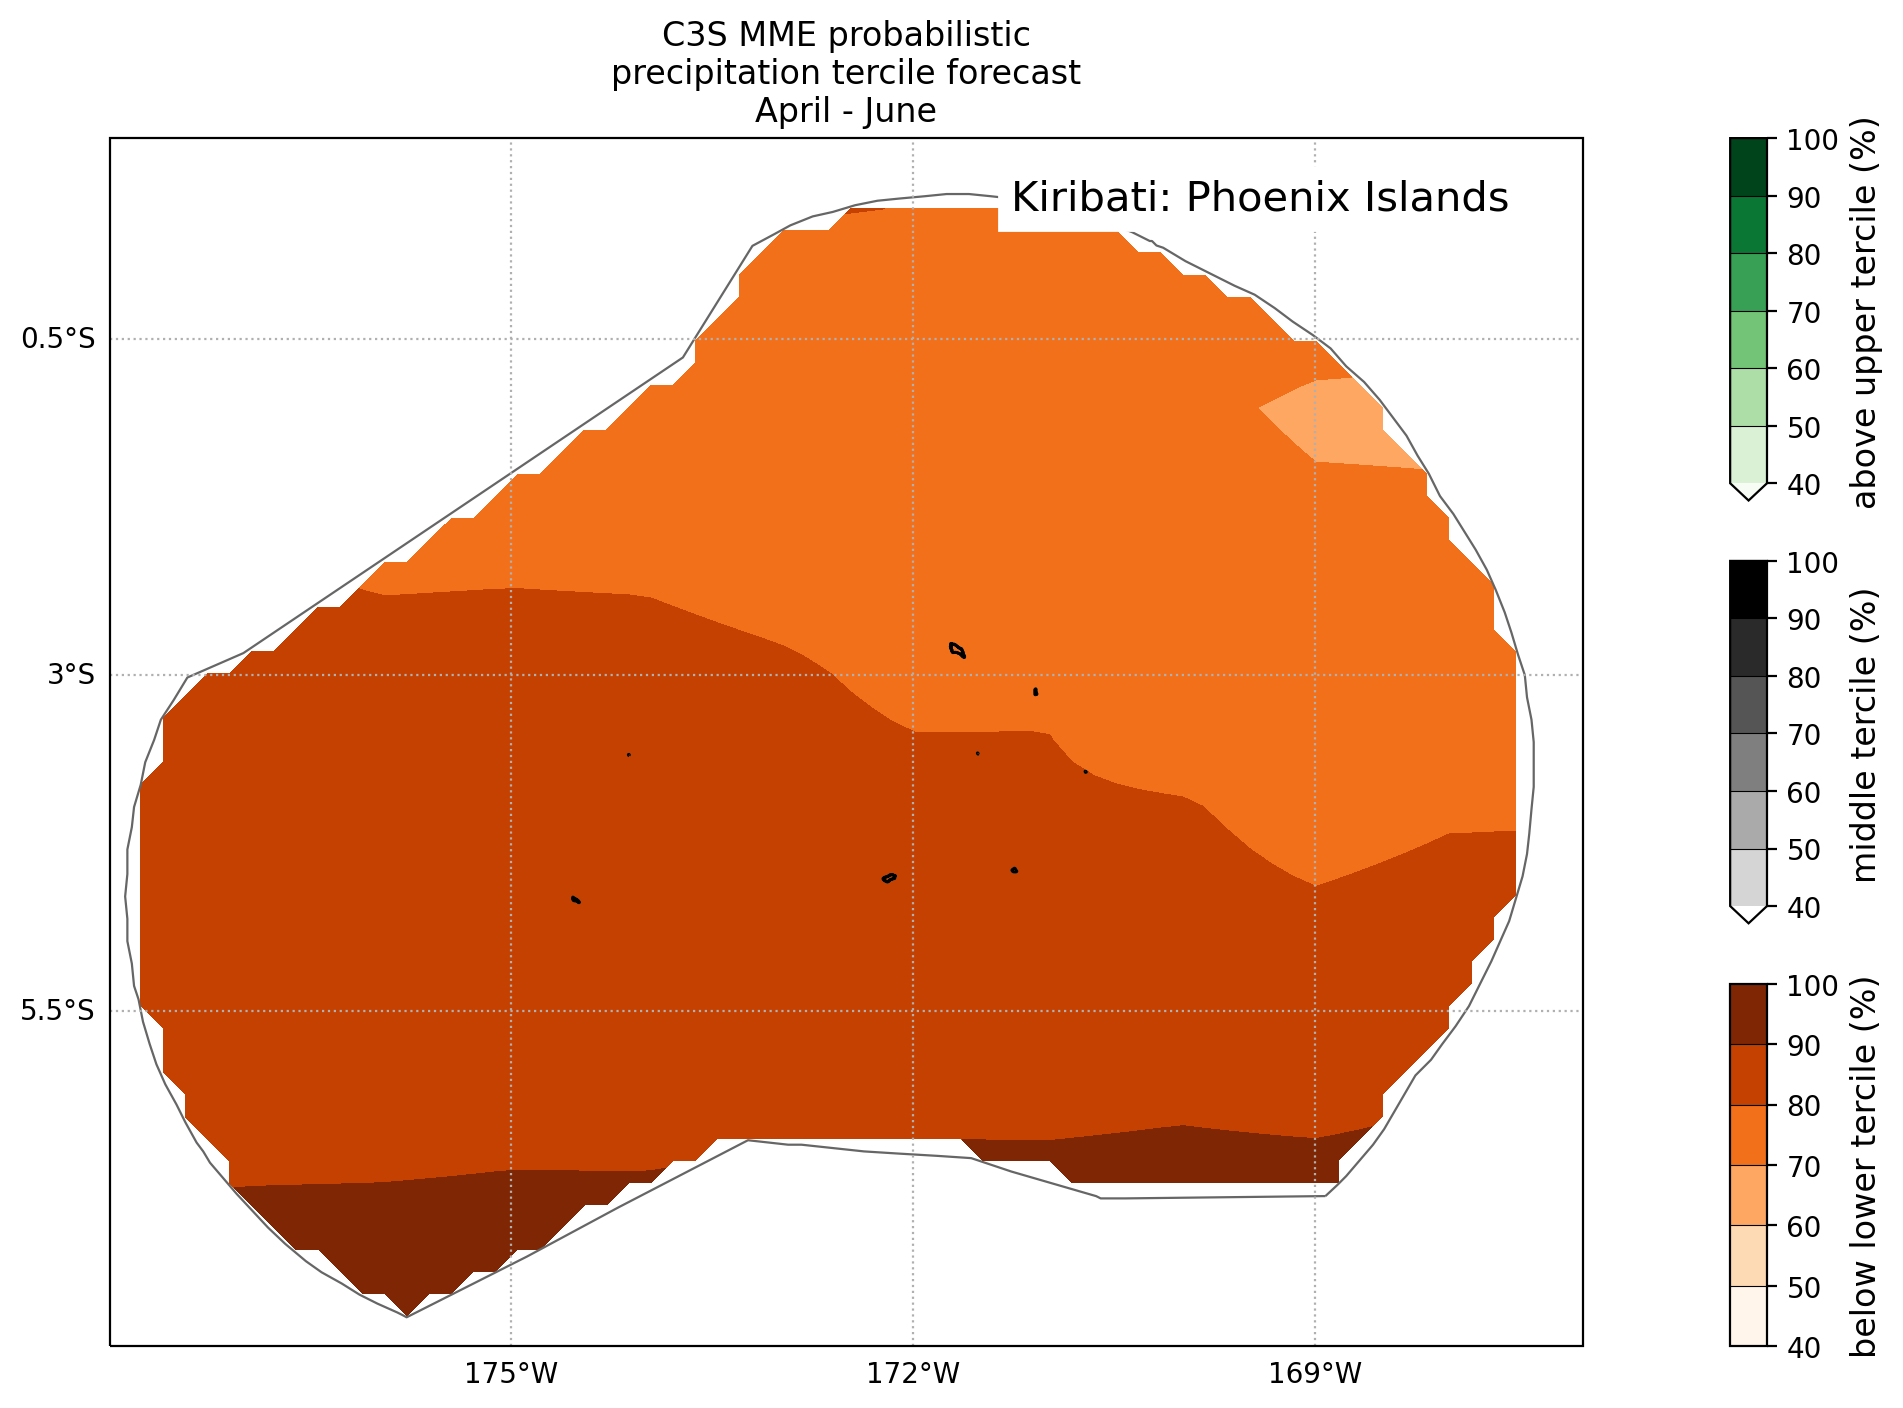 C3S MME probabilistic
precipitation tercile forecast
April - June
Kiribati: Phoenix Islands
0.5°S
3°S
5.5°S
175°W
172°W
169°W
100
90
80
70
60
50
40
above upper tercile (%)
100
90
80
70
60
50
40
middle tercile (%)
100
90
80
70
60
50
40
below lower tercile (%)